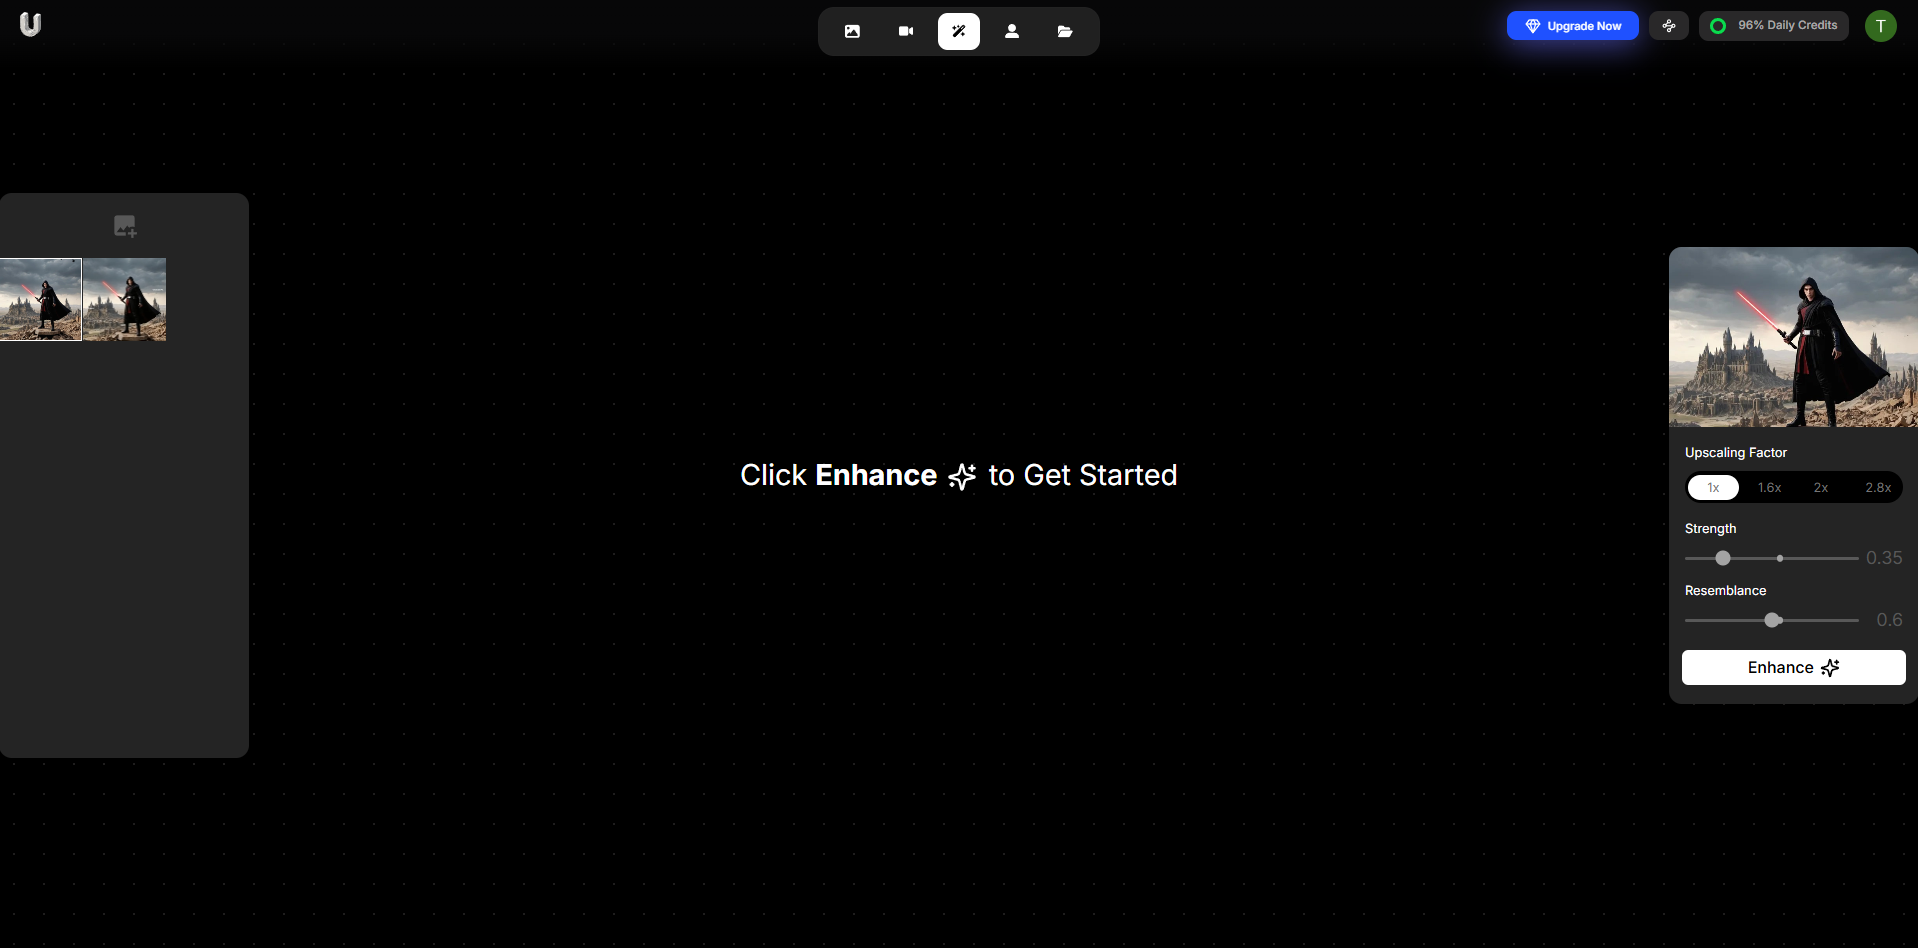 U
Upgrade Now
96% Daily Credits
T
Click Enhance to Get Started
Upscaling Factor
1x 1.6x 2x 2.8x
Strength
0.35
Resemblance
0.6
Enhance